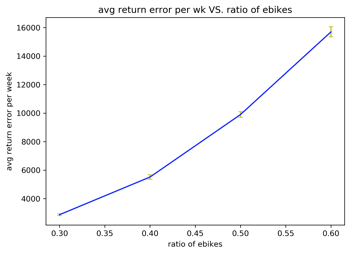 avg return error per wk VS. ratio of ebikes
16000
14000
12000
10000
8000
6000
4000
avg return error per week
0.30 0.35 0.40 0.45 0.50 0.55 0.60
ratio of ebikes